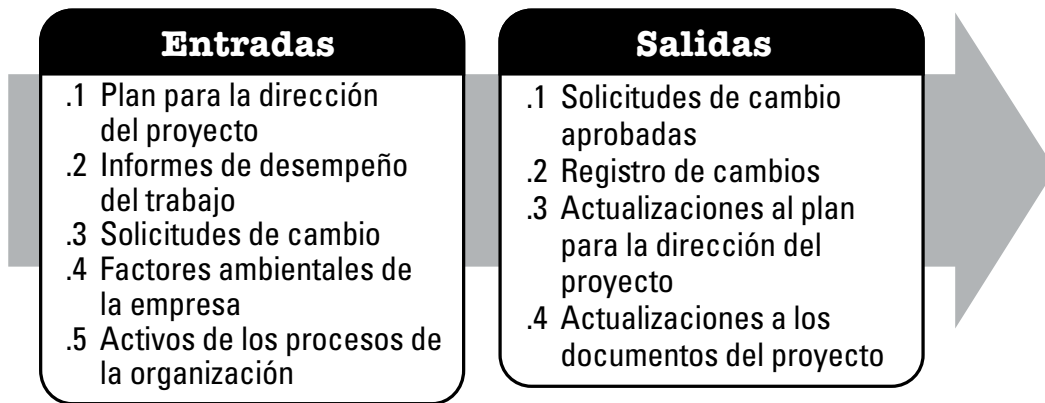 Entradas
.1 Plan para la dirección
del proyecto
.2 Informes de desempeño
del trabajo
.3 Solicitudes de cambio
.4 Factores ambientales de
la empresa
.5 Activos de los procesos de
la organización
Salidas
.1 Solicitudes de cambio
aprobadas
.2 Registro de cambios
.3 Actualizaciones al plan
para la dirección del
proyecto
.4 Actualizaciones a los
documentos del proyecto